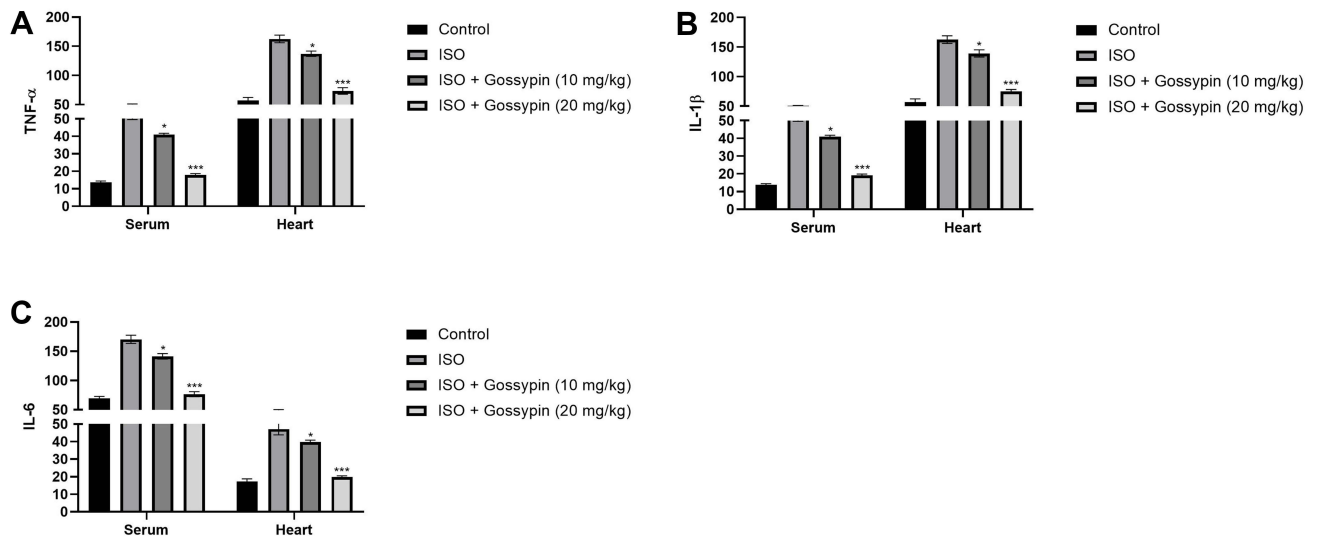 A
TNF-α
200
150
100
50
50
40
30
20
10
0
*
***
*
***
Serum
Heart
Control
ISO
ISO + Gossypin (10 mg/kg)
ISO + Gossypin (20 mg/kg)
B
IL-1β
200
150
100
50
50
40
30
20
10
0
*
***
*
***
Serum
Heart
Control
ISO
ISO + Gossypin (10 mg/kg)
ISO + Gossypin (20 mg/kg)
C
IL-6
200
150
100
50
50
40
30
20
10
0
*
***
*
***
Serum
Heart
Control
ISO
ISO + Gossypin (10 mg/kg)
ISO + Gossypin (20 mg/kg)